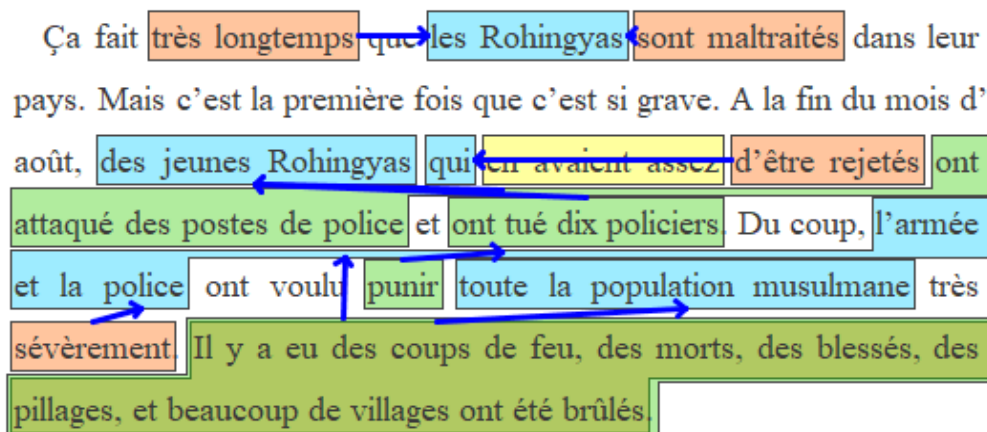 Ça fait très longtemps que les Rohingyas sont maltraités dans leur
pays. Mais c’est la première fois que c’est si grave. A la fin du mois d’
août, des jeunes Rohingyas qui en avaient assez d’être rejetés ont
attaqué des postes de police et ont tué dix policiers. Du coup, l’armée
et la police ont voulu punir toute la population musulmane très
sévèrement. Il y a eu des coups de feu, des morts, des blessés, des
pillages, et beaucoup de villages ont été brûlés.